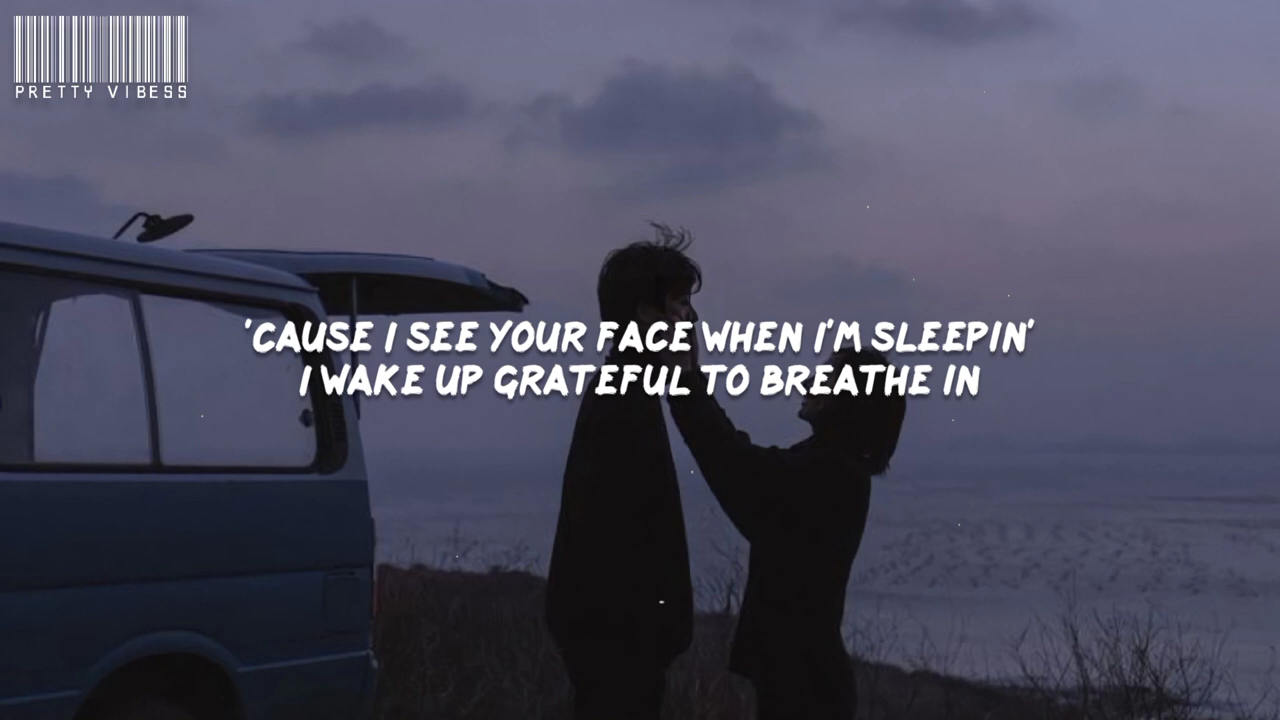 PRETTY VIBESS
'CAUSE I SEE YOUR FACE WHEN I'M SLEEPIN'
I WAKE UP GRATEFUL TO BREATHE IN